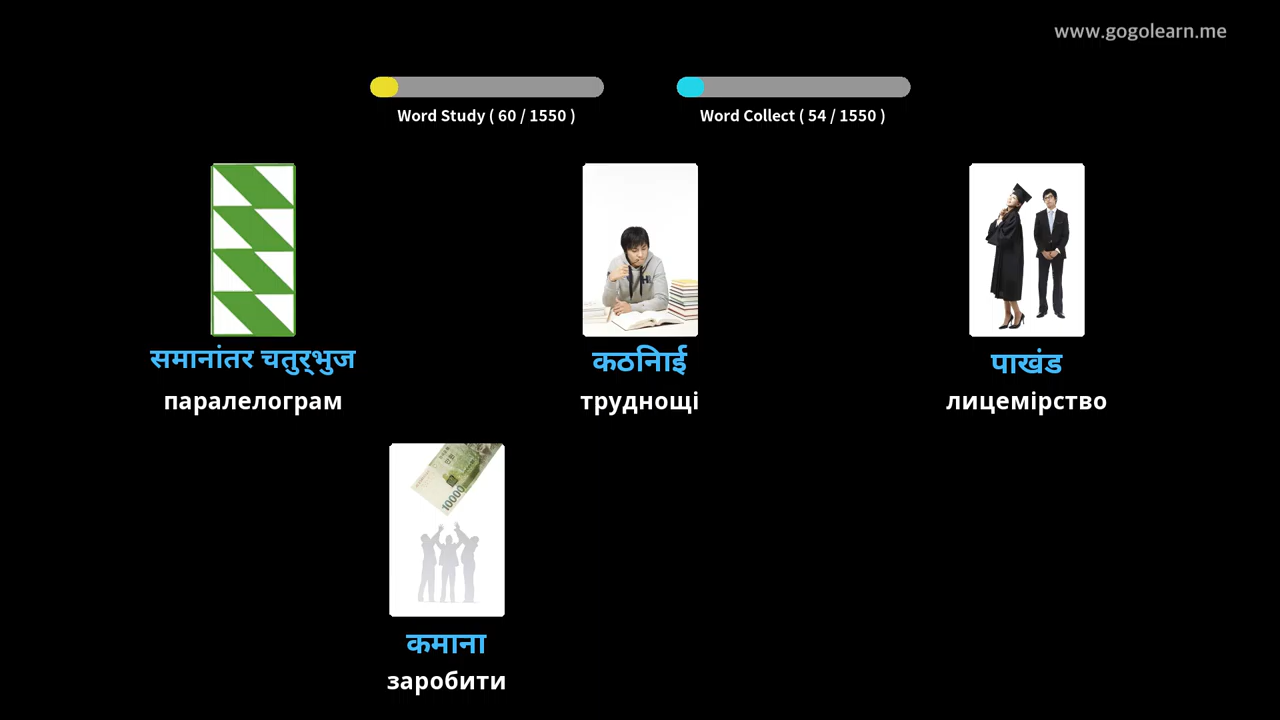 www.gogolearn.me
Word Study ( 60 / 1550 )
Word Collect ( 54 / 1550 )
समानांतर चतुर्भुज
कठिनाई
पाखंड
паралелограм
труднощі
лицемірство
10000
कमाना
заробити